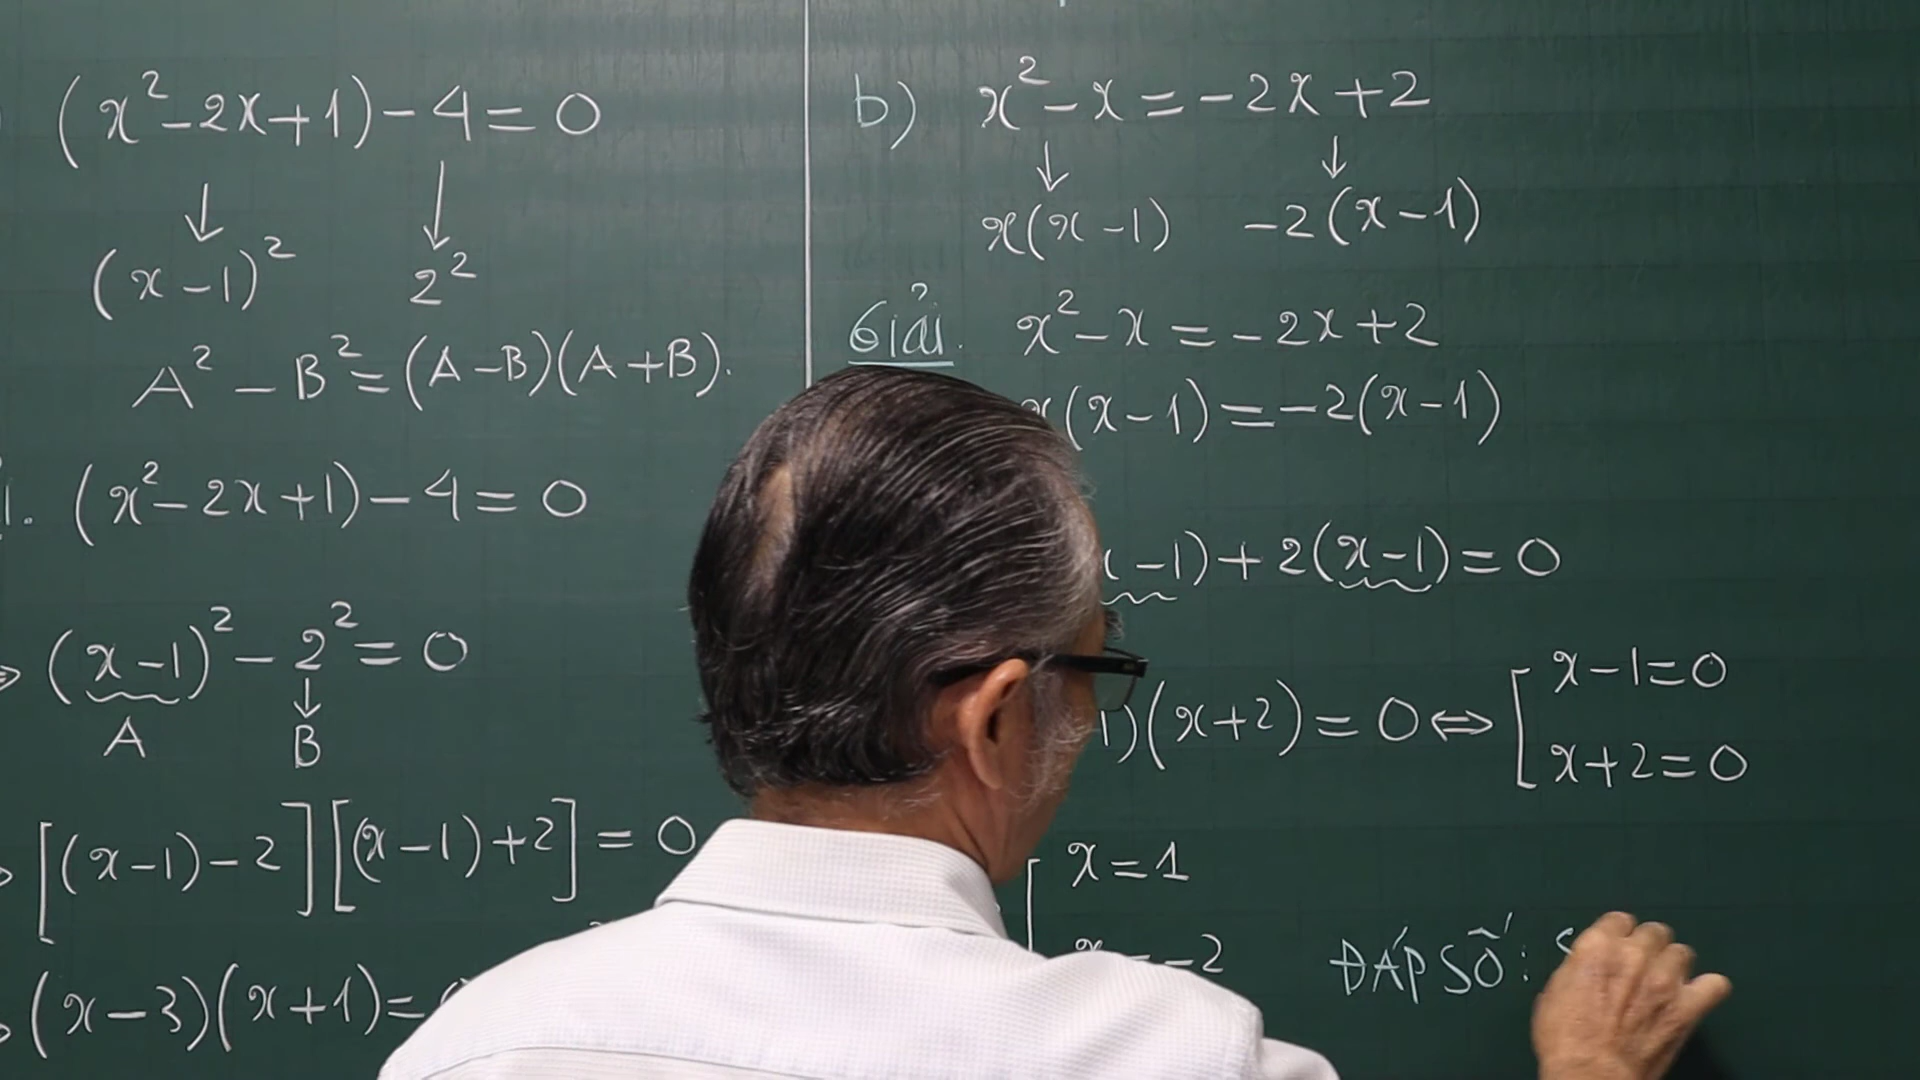 (x²-2x+1)-4=0
↓ ↓
(x-1)² 2²
A²-B²=(A-B)(A+B).
(x²-2x+1)-4=0
(x-1)²-2²=0
↓
A B
[(x-1)-2][(x-1)+2]=0
(x-3)(x+1)=
b) x²-x=-2x+2
↓ ↓
x(x-1) -2(x-1)
Giải. x²-x=-2x+2
x(x-1)=-2(x-1)
-1)+2(x-1)=0
1)(x+2)=0⇔[x-1=0
x+2=0
[x=1
x=-2
ĐÁP SỐ: S